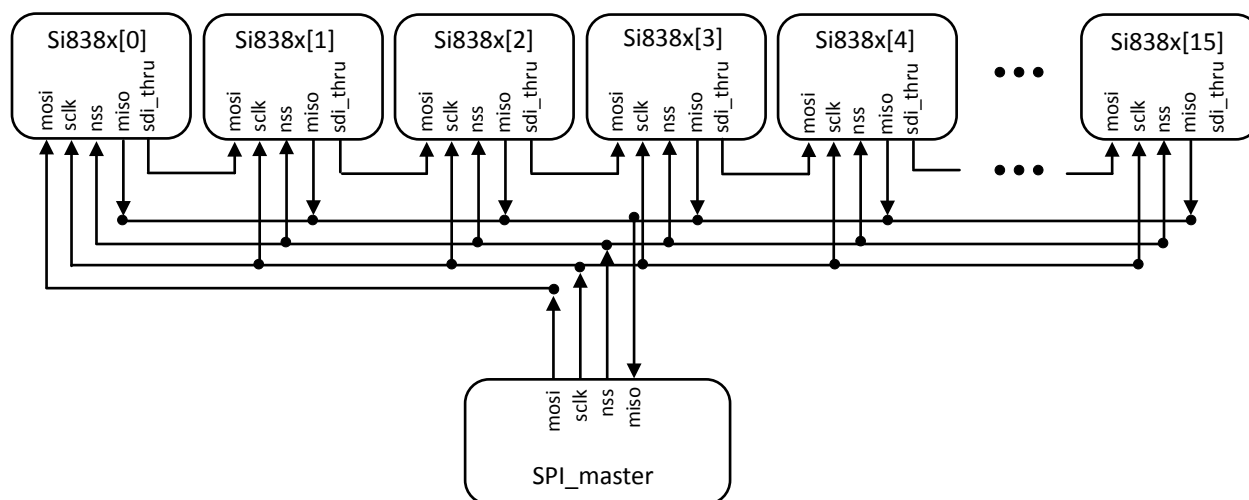 Si838x[0]
mosi
sclk
nss
miso
sdi_thru
Si838x[1]
mosi
sclk
nss
miso
sdi_thru
Si838x[2]
mosi
sclk
nss
miso
sdi_thru
Si838x[3]
mosi
sclk
nss
miso
sdi_thru
Si838x[4]
mosi
sclk
nss
miso
sdi_thru
Si838x[15]
mosi
sclk
nss
miso
sdi_thru
mosi
sclk
nss
miso
SPI_master